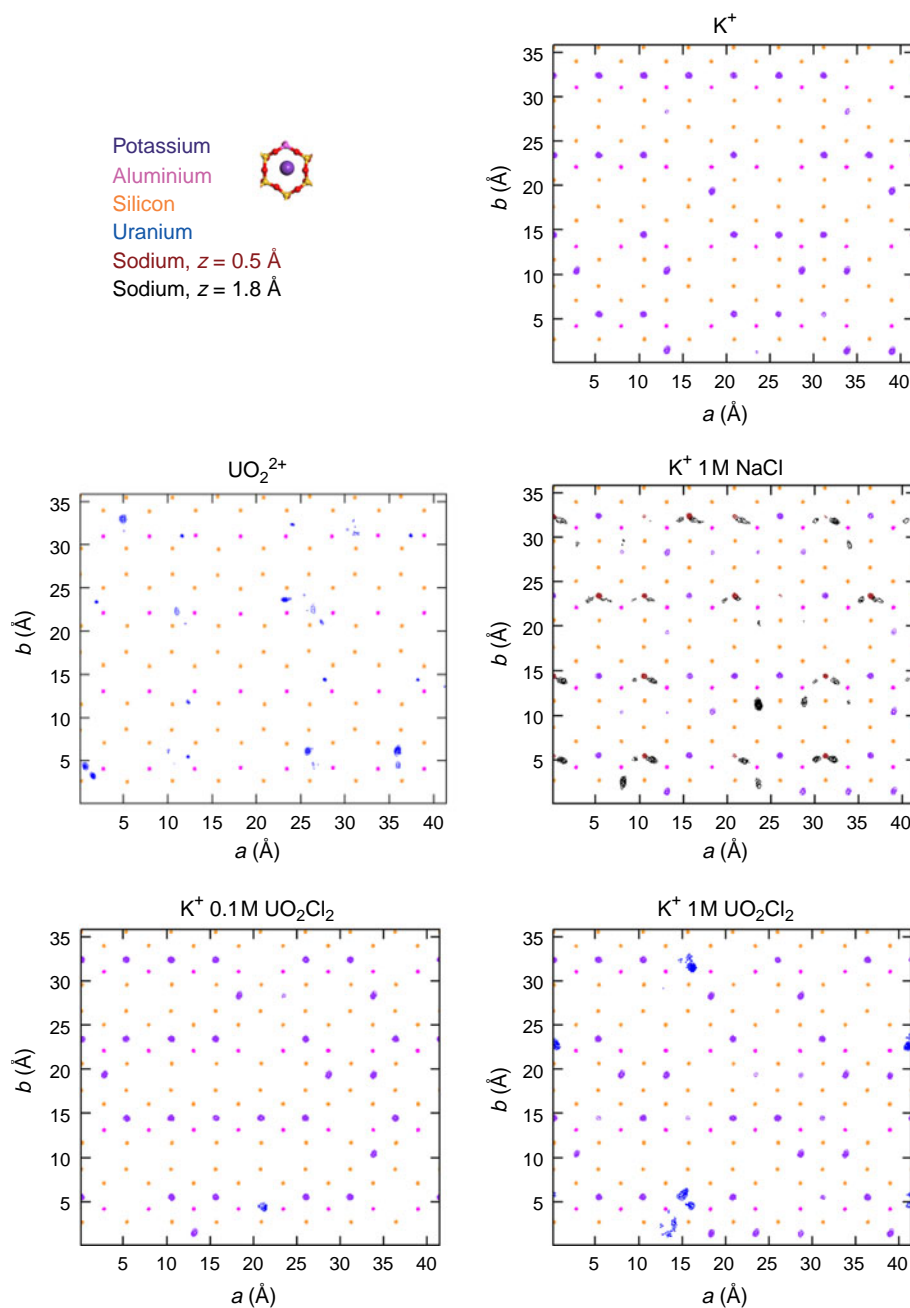 K⁺
Potassium
Aluminium
Silicon
Uranium
Sodium, z = 0.5 Å
Sodium, z = 1.8 Å
35
30
25
20
15
10
5
b (Å)
5 10 15 20 25 30 35 40
a (Å)
UO₂²⁺
35
30
25
20
15
10
5
b (Å)
5 10 15 20 25 30 35 40
a (Å)
K⁺ 1M NaCl
35
30
25
20
15
10
5
b (Å)
5 10 15 20 25 30 35 40
a (Å)
K⁺ 0.1M UO₂Cl₂
35
30
25
20
15
10
5
b (Å)
5 10 15 20 25 30 35 40
a (Å)
K⁺ 1M UO₂Cl₂
35
30
25
20
15
10
5
b (Å)
5 10 15 20 25 30 35 40
a (Å)